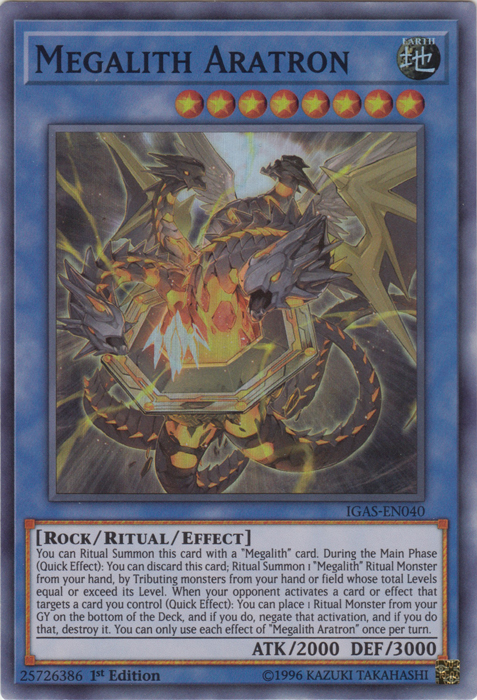 MEGALITH ARATRON
EARTH
地
IGAS-EN040
[ROCK/RITUAL/EFFECT]
You can Ritual Summon this card with a "Megalith" card. During the Main Phase
(Quick Effect): You can discard this card; Ritual Summon 1 "Megalith" Ritual Monster
from your hand, by Tributing monsters from your hand or field whose total Levels
equal or exceed its Level. When your opponent activates a card or effect that
targets a card you control (Quick Effect): You can place 1 Ritual Monster from your
GY on the bottom of the Deck, and if you do, negate that activation, and if you do
that, destroy it. You can only use each effect of "Megalith Aratron" once per turn.
ATK/2000 DEF/3000
25726386 1st Edition ©1996 KAZUKI TAKAHASHI